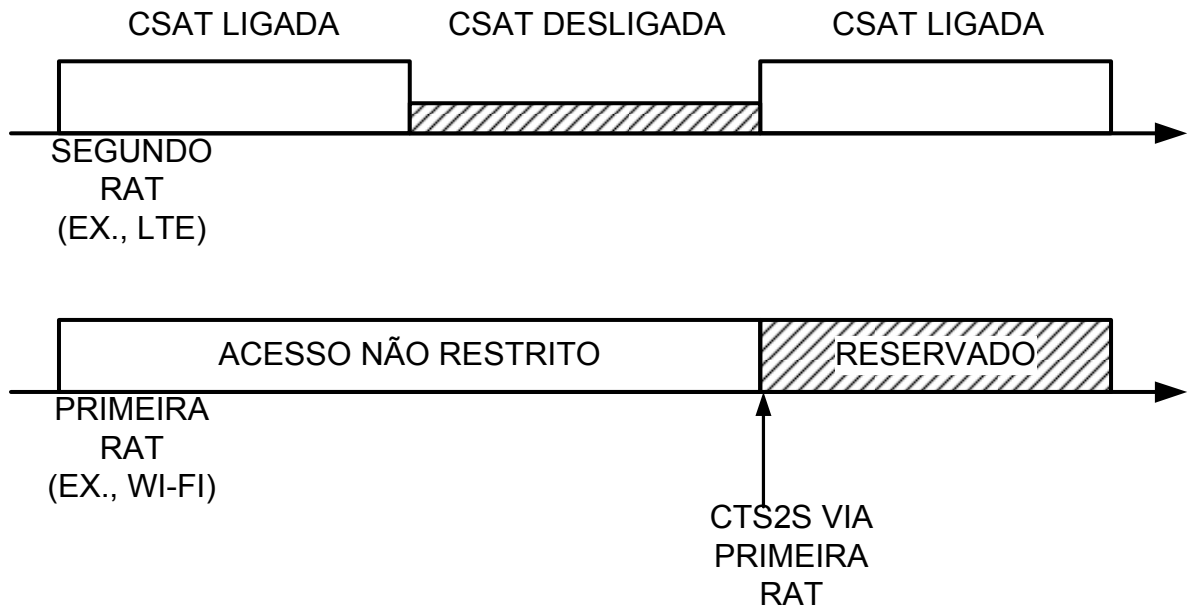 CSAT LIGADA CSAT DESLIGADA CSAT LIGADA
SEGUNDO
RAT
(EX., LTE)
ACESSO NÃO RESTRITO RESERVADO
PRIMEIRA
RAT
(EX., WI-FI)
CTS2S VIA
PRIMEIRA
RAT